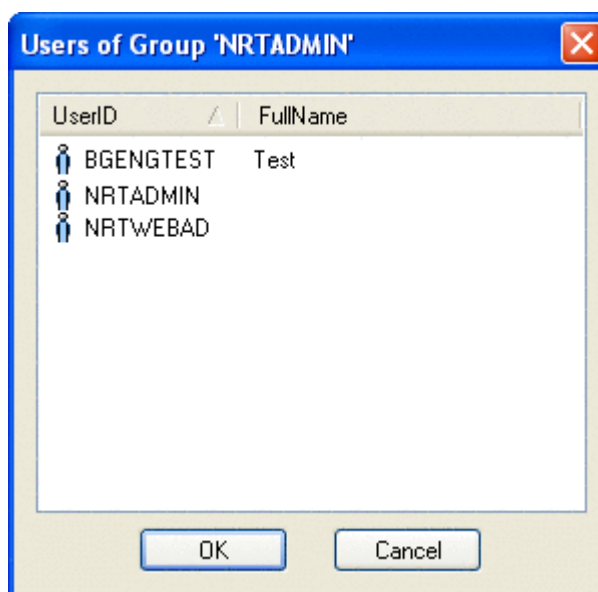 Users of Group 'NRTADMIN'
UserID FullName
BGENGTEST Test
NRTADMIN
NRTWEBAD
OK Cancel